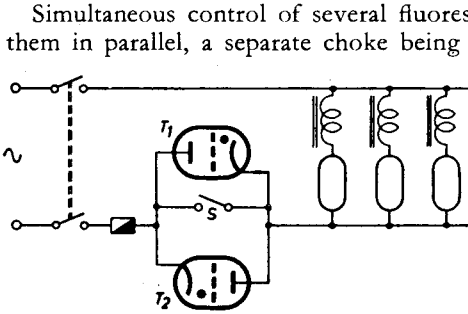 Simultaneous control of several fluores
them in parallel, a separate choke being
T1
S
T2